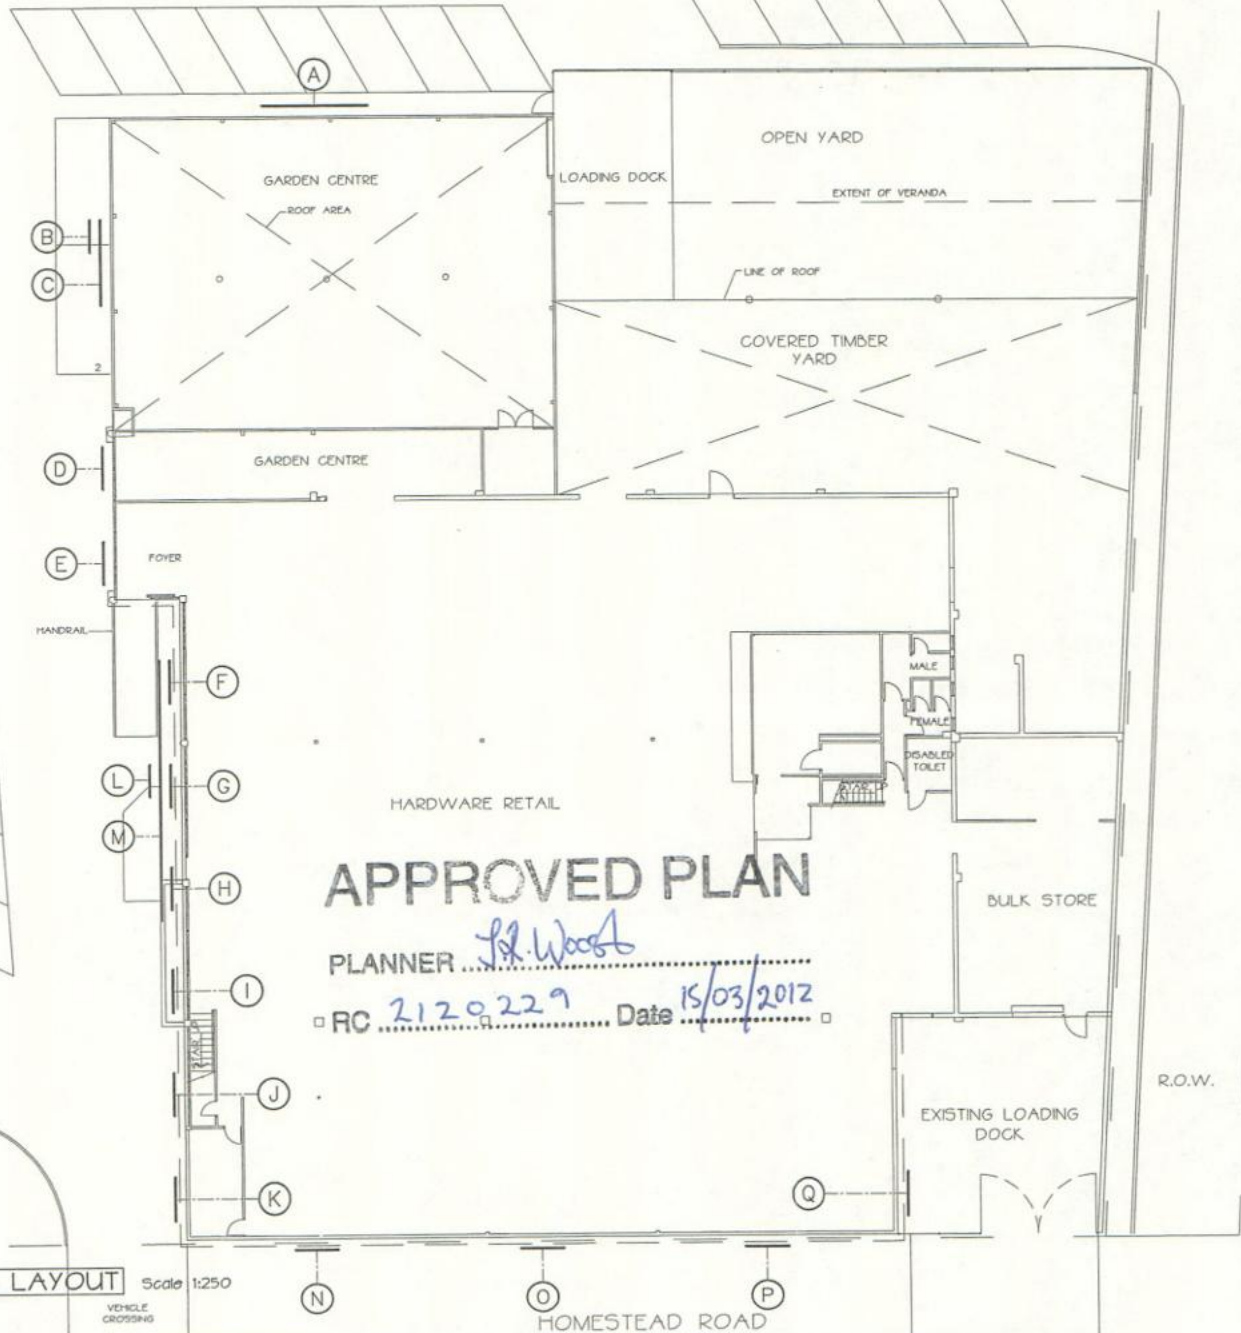 A
OPEN YARD
LOADING DOCK
GARDEN CENTRE
EXTENT OF VERANDA
ROOF AREA
B
C
LINE OF ROOF
COVERED TIMBER
YARD
2
D
GARDEN CENTRE
E
FOYER
HANDRAIL
F
MALE
FEMALE
DISABLED
TOILET
L
G
HARDWARE RETAIL
M
APPROVED PLAN
H
BULK STORE
PLANNER
I
RC 2120229 Date 15/03/2012
J
R.O.W.
EXISTING LOADING
DOCK
K
Q
LAYOUT Scale 1:250
N
O
P
VEHICLE
CROSSING
HOMESTEAD ROAD